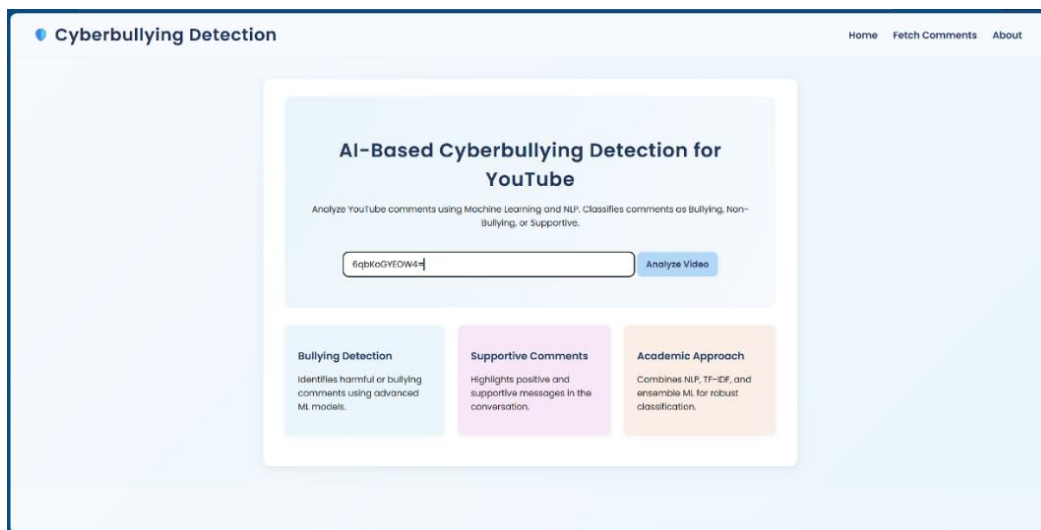 Cyberbullying Detection
Home Fetch Comments About
AI-Based Cyberbullying Detection for
YouTube
Analyze YouTube comments using Machine Learning and NLP. Classifies comments as Bullying, Non-
Bullying, or Supportive.
6qbKoGYEOW4=
Analyze Video
Bullying Detection
Identifies harmful or bullying
comments using advanced
ML models.
Supportive Comments
Highlights positive and
supportive messages in the
conversation.
Academic Approach
Combines NLP, TF-IDF, and
ensemble ML for robust
classification.